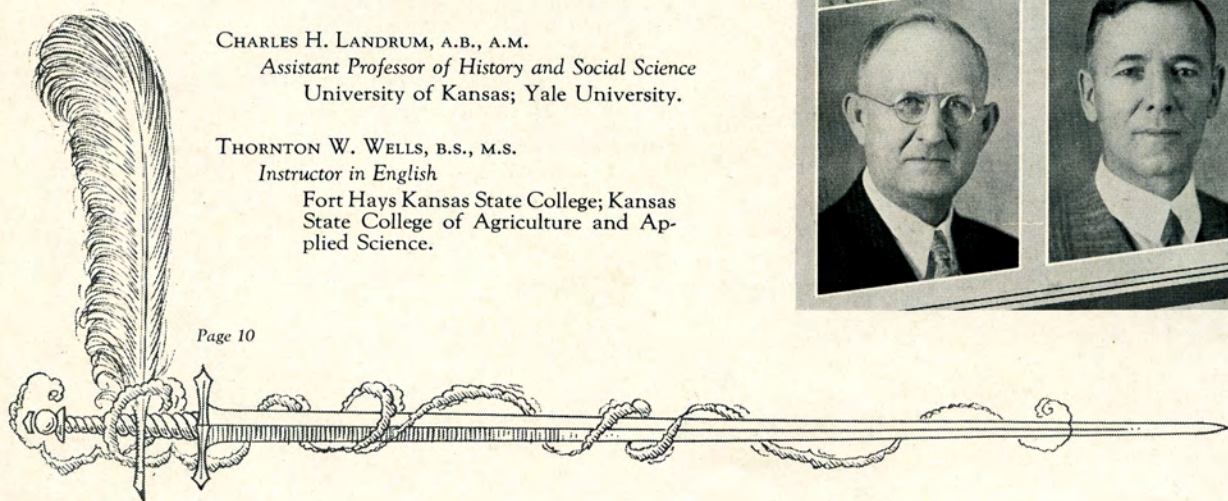 CHARLES H. LANDRUM, A.B., A.M.
Assistant Professor of History and Social Science
University of Kansas; Yale University.
THORNTON W. WELLS, B.S., M.S.
Instructor in English
Fort Hays Kansas State College; Kansas
State College of Agriculture and Ap-
plied Science.
Page 10